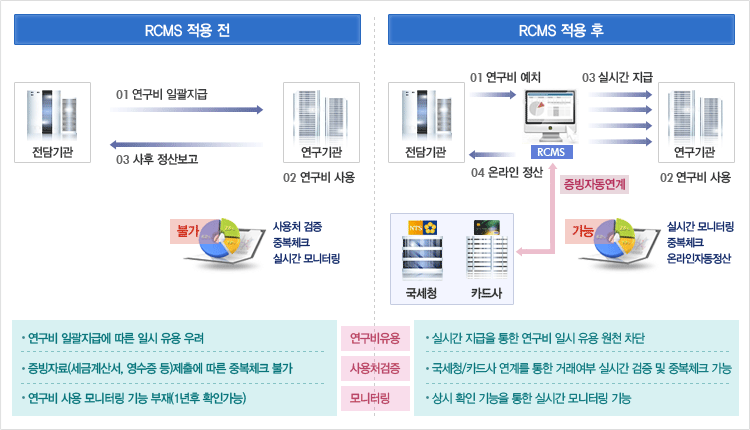 RCMS 적용 전
RCMS 적용 후
01 연구비 일괄지급
전담기관
연구기관
03 사후 정산보고
02 연구비 사용
01 연구비 예치
03 실시간 지급
전담기관
RCMS
연구기관
04 온라인 정산
02 연구비 사용
증빙자동연계
불가
사용처 검증
중복체크
실시간 모니터링
NTS
국세청
카드사
가능
실시간 모니터링
중복체크
온라인자동정산
· 연구비 일괄지급에 따른 일시 유용 우려
연구비유용
· 실시간 지급을 통한 연구비 일시 유용 원천 차단
· 증빙자료(세금계산서, 영수증 등)제출에 따른 중복체크 불가
사용처검증
· 국세청/카드사 연계를 통한 거래여부 실시간 검증 및 중복체크 가능
· 연구비 사용 모니터링 기능 부재(1년후 확인가능)
모니터링
· 상시 확인 기능을 통한 실시간 모니터링 기능